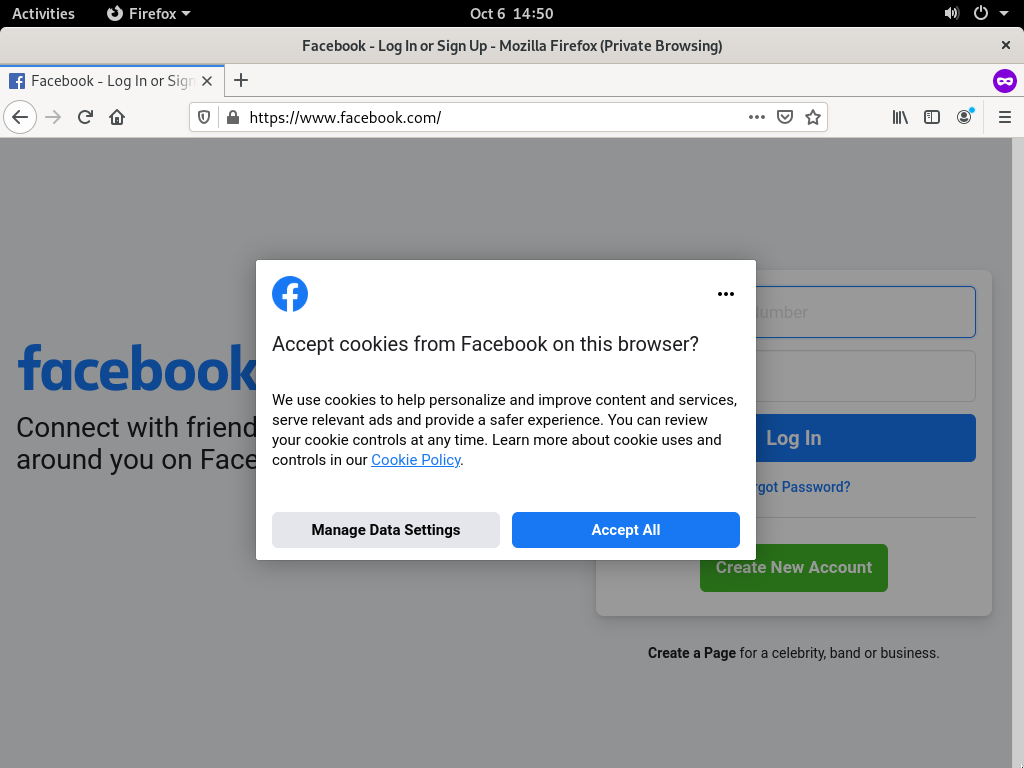 Activities
Firefox
Oct 6 14:50
Facebook - Log In or Sign Up - Mozilla Firefox (Private Browsing)
Facebook - Log In or Sign
https://www.facebook.com/
Accept cookies from Facebook on this browser?
We use cookies to help personalize and improve content and services,
serve relevant ads and provide a safer experience. You can review
your cookie controls at any time. Learn more about cookie uses and
controls in our Cookie Policy.
Manage Data Settings
Accept All
facebook
Connect with friend
around you on Face
umber
Log In
rgot Password?
Create New Account
Create a Page for a celebrity, band or business.